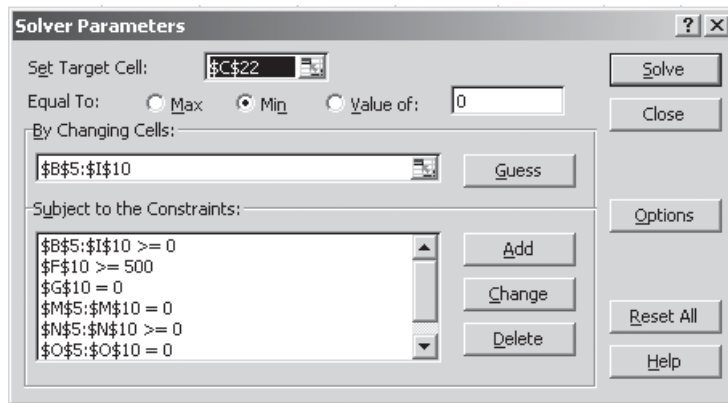 Solver Parameters
Set Target Cell: $C$22 Solve
Equal To: Max Min Value of: 0 Close
By Changing Cells:
$B$5:$I$10 Guess
Subject to the Constraints: Options
$B$5:$I$10 >= 0 Add
$F$10 >= 500
$G$10 = 0 Change
$M$5:$M$10 = 0 Reset All
$N$5:$N$10 >= 0 Delete
$O$5:$O$10 = 0 Help